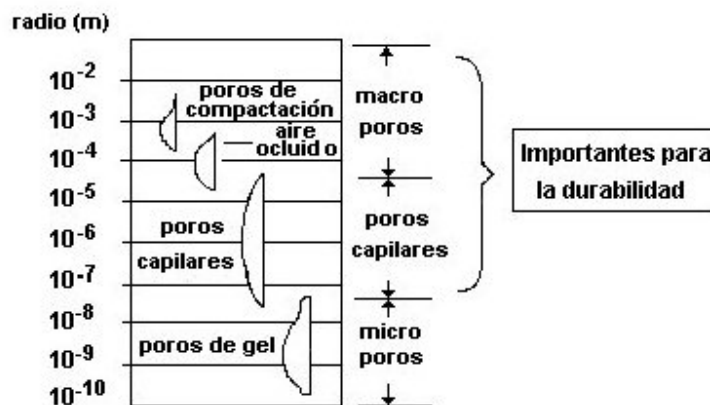 radio (m)
10⁻²
10⁻³
10⁻⁴
10⁻⁵
10⁻⁶
10⁻⁷
10⁻⁸
10⁻⁹
10⁻¹⁰
poros de
compactación
aire
ocluido
poros
capilares
poros de gel
macro
poros
poros
capilares
micro
poros
Importantes para
la durabilidad